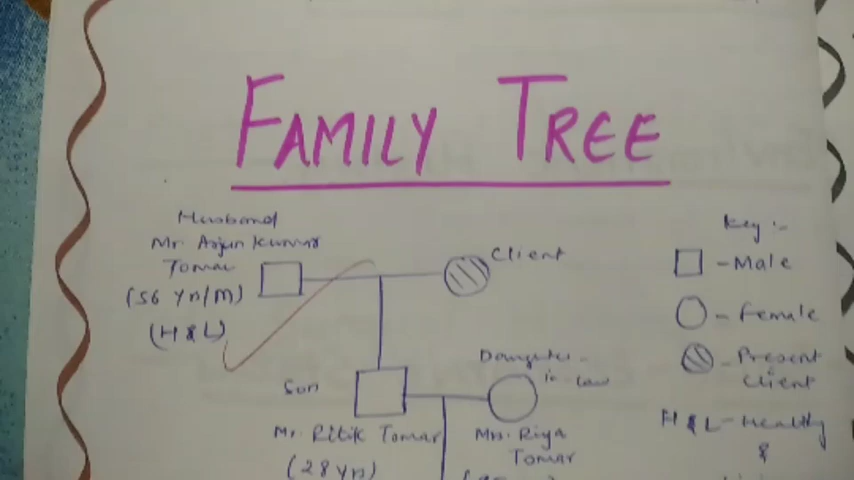 FAMILY TREE
Husband
Mr. Arjun Kumar
Tomar
(56 yr/M)
(H & L)
Client
Son
Mr. Ritik Tomar
(28 yr)
Daughter-
in-law
Mrs. Riya
Tomar
Key :-
- Male
- Female
- Present
client
H & L - Healthy
&